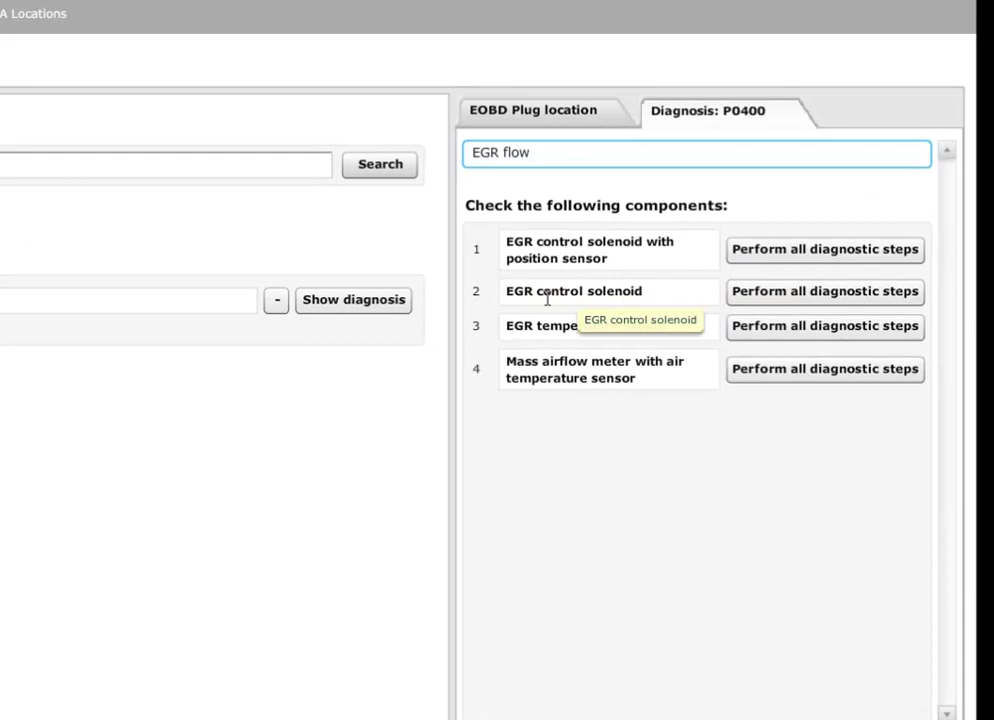 A Locations
EOBD Plug location
Diagnosis: P0400
EGR flow
Search
Check the following components:
1
EGR control solenoid with
position sensor
Perform all diagnostic steps
2
EGR control solenoid
Perform all diagnostic steps
-
Show diagnosis
EGR control solenoid
3
EGR tempe
Perform all diagnostic steps
4
Mass airflow meter with air
temperature sensor
Perform all diagnostic steps